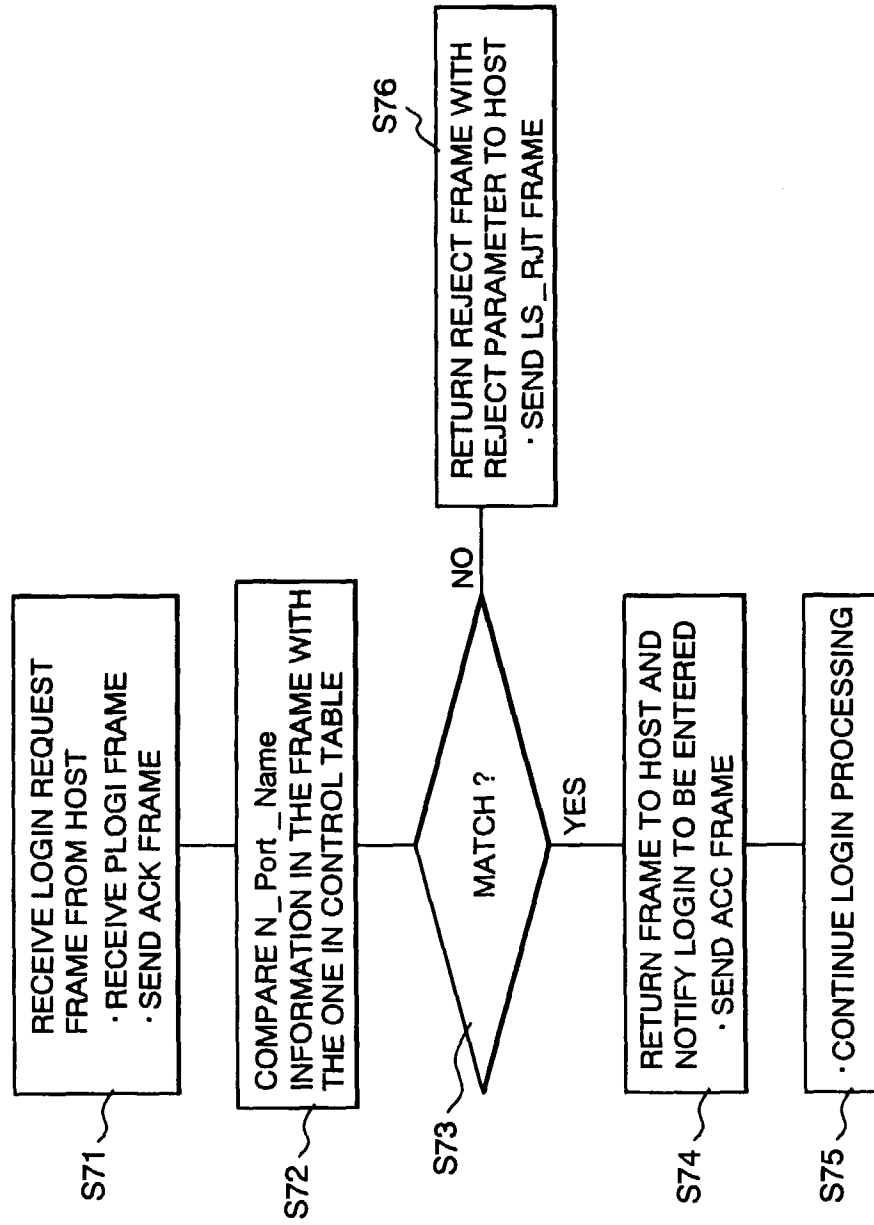 S71
RECEIVE LOGIN REQUEST
FRAME FROM HOST
· RECEIVE PLOGI FRAME
· SEND ACK FRAME
S72
COMPARE N_Port _Name
INFORMATION IN THE FRAME WITH
THE ONE IN CONTROL TABLE
S73
MATCH ?
NO
YES
S76
RETURN REJECT FRAME WITH
REJECT PARAMETER TO HOST
· SEND LS_RJT FRAME
S74
RETURN FRAME TO HOST AND
NOTIFY LOGIN TO BE ENTERED
· SEND ACC FRAME
S75
· CONTINUE LOGIN PROCESSING